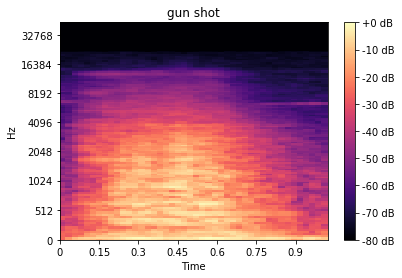 gun shot
32768
16384
8192
4096
2048
1024
512
0
Hz
0
0.15
0.3
0.45
0.6
0.75
0.9
Time
+0 dB
-10 dB
-20 dB
-30 dB
-40 dB
-50 dB
-60 dB
-70 dB
-80 dB